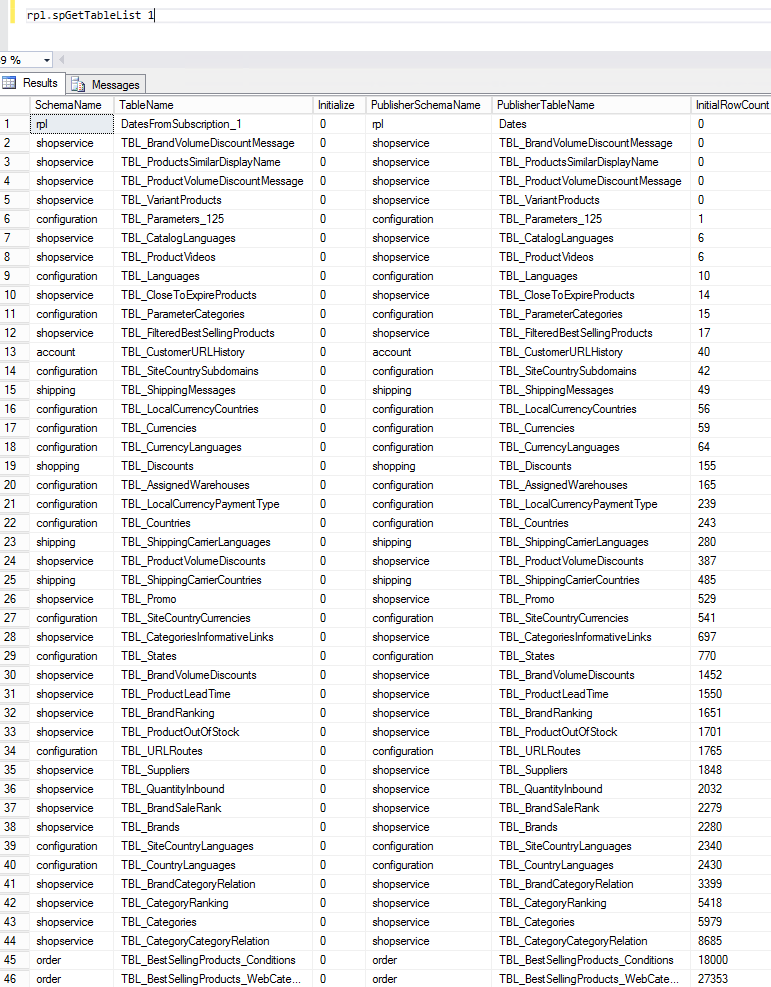 rpl.spGetTableList 1
9 %
Results Messages
SchemaName TableName Initialize PublisherSchemaName PublisherTableName InitialRowCount
1 rpl DatesFromSubscription_1 0 rpl Dates 0
2 shopservice TBL_BrandVolumeDiscountMessage 0 shopservice TBL_BrandVolumeDiscountMessage 0
3 shopservice TBL_ProductsSimilarDisplayName 0 shopservice TBL_ProductsSimilarDisplayName 0
4 shopservice TBL_ProductVolumeDiscountMessage 0 shopservice TBL_ProductVolumeDiscountMessage 0
5 shopservice TBL_VariantProducts 0 shopservice TBL_VariantProducts 0
6 configuration TBL_Parameters_125 0 configuration TBL_Parameters_125 1
7 shopservice TBL_CatalogLanguages 0 shopservice TBL_CatalogLanguages 6
8 shopservice TBL_ProductVideos 0 shopservice TBL_ProductVideos 6
9 configuration TBL_Languages 0 configuration TBL_Languages 10
10 shopservice TBL_CloseToExpireProducts 0 shopservice TBL_CloseToExpireProducts 14
11 configuration TBL_ParameterCategories 0 configuration TBL_ParameterCategories 15
12 shopservice TBL_FilteredBestSellingProducts 0 shopservice TBL_FilteredBestSellingProducts 17
13 account TBL_CustomerURLHistory 0 account TBL_CustomerURLHistory 40
14 configuration TBL_SiteCountrySubdomains 0 configuration TBL_SiteCountrySubdomains 42
15 shipping TBL_ShippingMessages 0 shipping TBL_ShippingMessages 49
16 configuration TBL_LocalCurrencyCountries 0 configuration TBL_LocalCurrencyCountries 56
17 configuration TBL_Currencies 0 configuration TBL_Currencies 59
18 configuration TBL_CurrencyLanguages 0 configuration TBL_CurrencyLanguages 64
19 shopping TBL_Discounts 0 shopping TBL_Discounts 155
20 configuration TBL_AssignedWarehouses 0 configuration TBL_AssignedWarehouses 165
21 configuration TBL_LocalCurrencyPaymentType 0 configuration TBL_LocalCurrencyPaymentType 239
22 configuration TBL_Countries 0 configuration TBL_Countries 243
23 shipping TBL_ShippingCarrierLanguages 0 shipping TBL_ShippingCarrierLanguages 280
24 shopservice TBL_ProductVolumeDiscounts 0 shopservice TBL_ProductVolumeDiscounts 387
25 shipping TBL_ShippingCarrierCountries 0 shipping TBL_ShippingCarrierCountries 485
26 shopservice TBL_Promo 0 shopservice TBL_Promo 529
27 configuration TBL_SiteCountryCurrencies 0 configuration TBL_SiteCountryCurrencies 541
28 shopservice TBL_CategoriesInformativeLinks 0 shopservice TBL_CategoriesInformativeLinks 697
29 configuration TBL_States 0 configuration TBL_States 770
30 shopservice TBL_BrandVolumeDiscounts 0 shopservice TBL_BrandVolumeDiscounts 1452
31 shopservice TBL_ProductLeadTime 0 shopservice TBL_ProductLeadTime 1550
32 shopservice TBL_BrandRanking 0 shopservice TBL_BrandRanking 1651
33 shopservice TBL_ProductOutOfStock 0 shopservice TBL_ProductOutOfStock 1701
34 configuration TBL_URLRoutes 0 configuration TBL_URLRoutes 1765
35 shopservice TBL_Suppliers 0 shopservice TBL_Suppliers 1848
36 shopservice TBL_QuantityInbound 0 shopservice TBL_QuantityInbound 2032
37 shopservice TBL_BrandSaleRank 0 shopservice TBL_BrandSaleRank 2279
38 shopservice TBL_Brands 0 shopservice TBL_Brands 2280
39 configuration TBL_SiteCountryLanguages 0 configuration TBL_SiteCountryLanguages 2340
40 configuration TBL_CountryLanguages 0 configuration TBL_CountryLanguages 2430
41 shopservice TBL_BrandCategoryRelation 0 shopservice TBL_BrandCategoryRelation 3399
42 shopservice TBL_CategoryRanking 0 shopservice TBL_CategoryRanking 5418
43 shopservice TBL_Categories 0 shopservice TBL_Categories 5979
44 shopservice TBL_CategoryCategoryRelation 0 shopservice TBL_CategoryCategoryRelation 8685
45 order TBL_BestSellingProducts_Conditions 0 order TBL_BestSellingProducts_Conditions 18000
46 order TBL_BestSellingProducts_WebCate... 0 order TBL_BestSellingProducts_WebCate... 27353